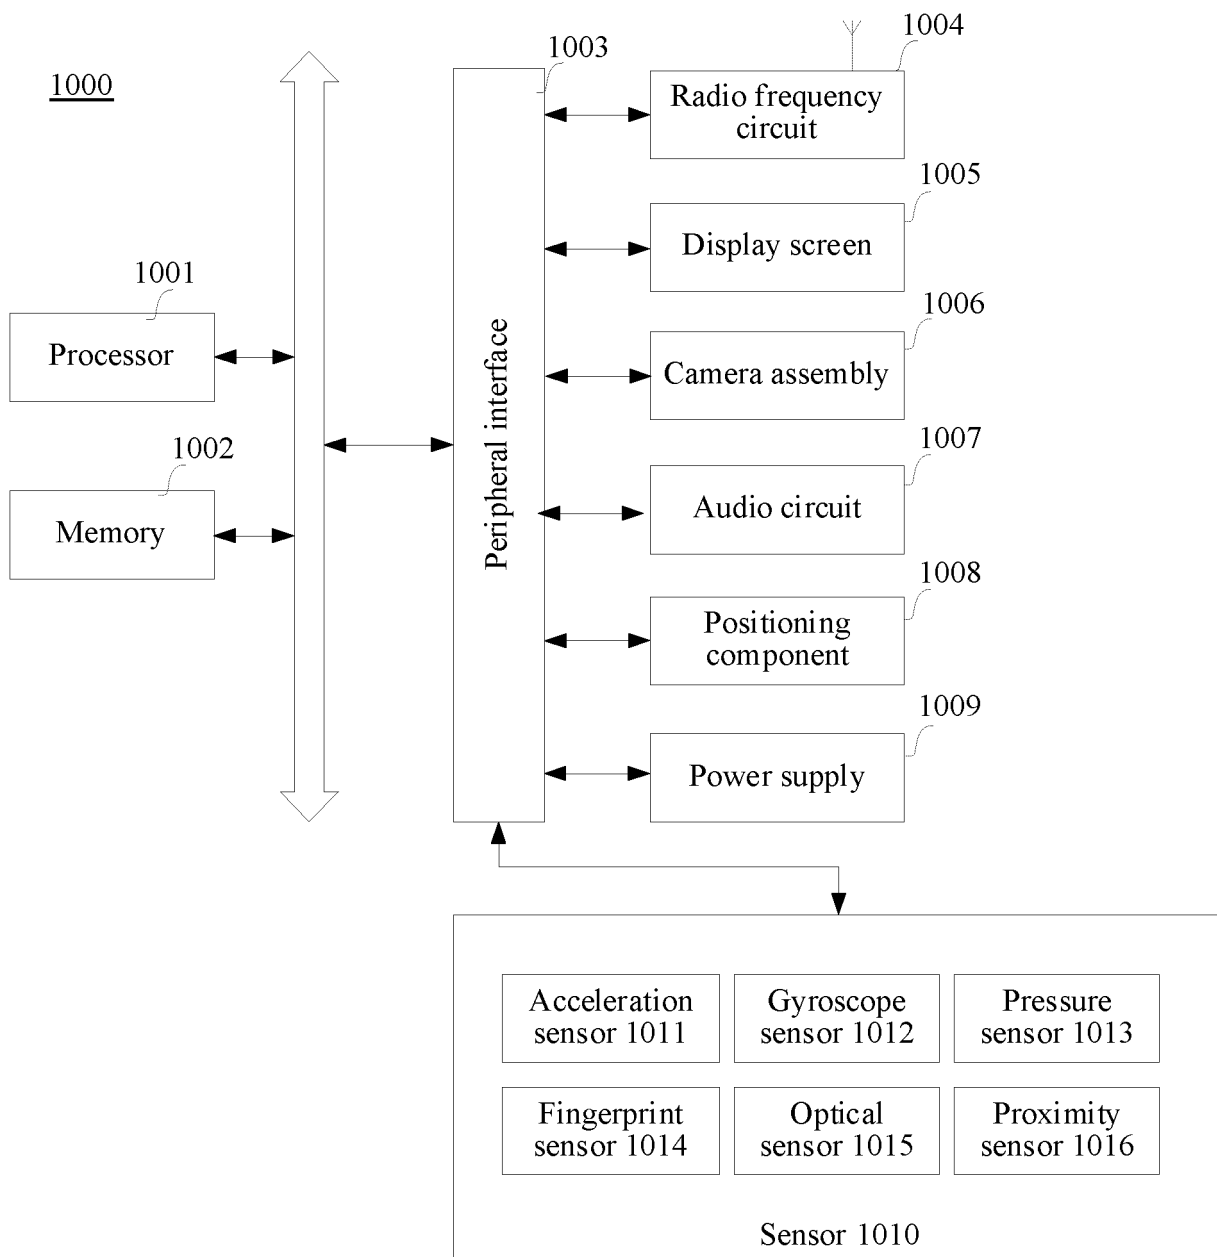 1000
1003
1004
Radio frequency
circuit
1005
Display screen
1001
Processor
1006
Camera assembly
Peripheral interface
1002
Memory
1007
Audio circuit
1008
Positioning
component
1009
Power supply
Acceleration
sensor 1011
Gyroscope
sensor 1012
Pressure
sensor 1013
Fingerprint
sensor 1014
Optical
sensor 1015
Proximity
sensor 1016
Sensor 1010